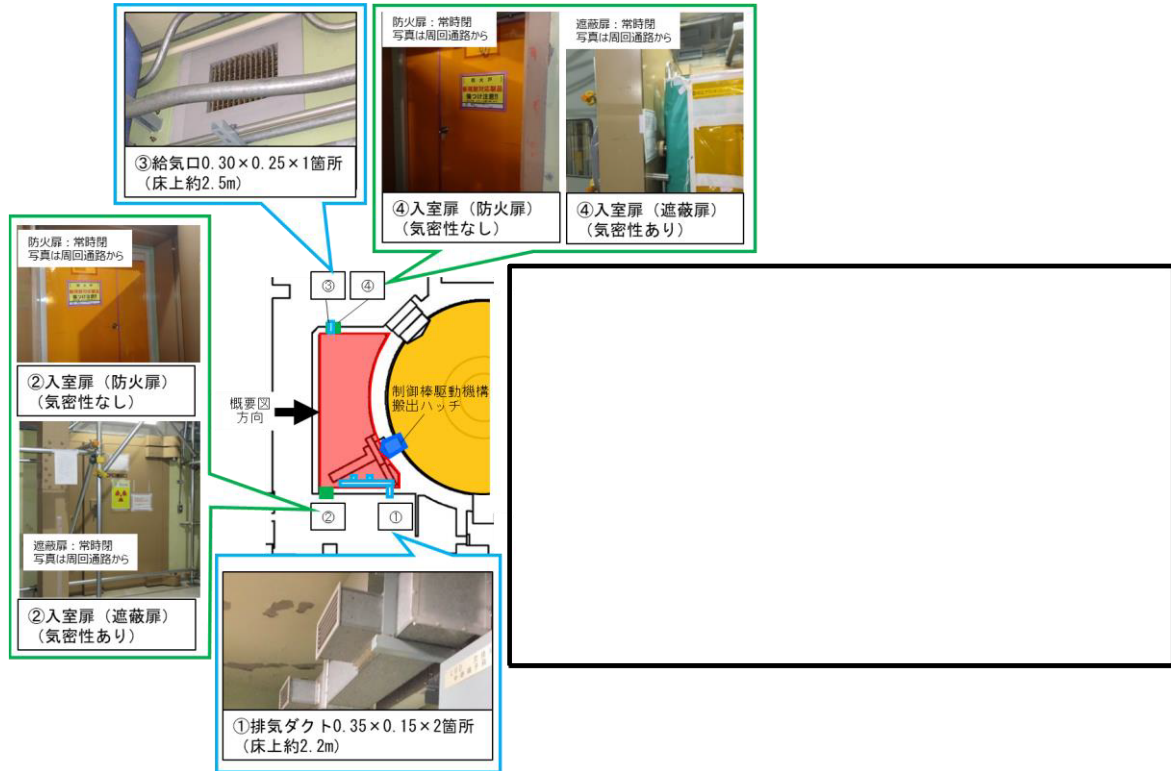 ③給気口0.30×0.25×1箇所
(床上約2.5m)
防火扉：常時閉
写真は周回通路から
④入室扉（防火扉）
（気密性なし）
遮蔽扉：常時閉
写真は周回通路から
④入室扉（遮蔽扉）
（気密性あり）
防火扉：常時閉
写真は周回通路から
②入室扉（防火扉）
（気密性なし）
遮蔽扉：常時閉
写真は周回通路から
②入室扉（遮蔽扉）
（気密性あり）
③
④
概要図
方向
制御棒駆動機構
搬出ハッチ
②
①
①排気ダクト0.35×0.15×2箇所
(床上約2.2m)